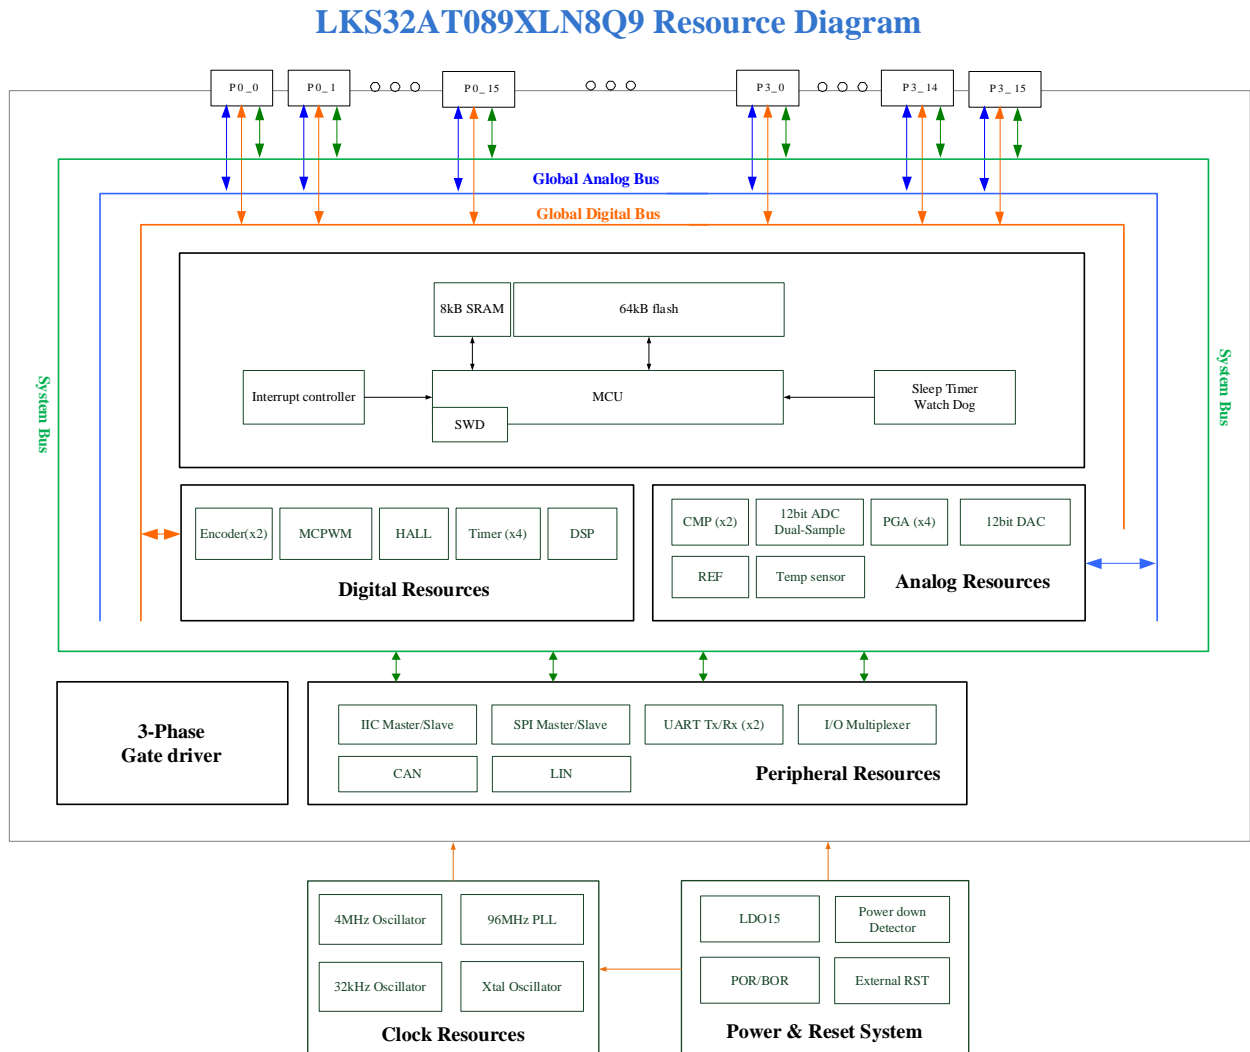 LKS32AT089XLN8Q9 Resource Diagram
P0_0
P0_1
P0_15
P3_0
P3_14
P3_15
Global Analog Bus
Global Digital Bus
System Bus
System Bus
8kB SRAM
64kB flash
Interrupt controller
MCU
SWD
Sleep Timer
Watch Dog
Encoder(x2)
MCPWM
HALL
Timer (x4)
DSP
Digital Resources
CMP (x2)
12bit ADC
Dual-Sample
PGA (x4)
12bit DAC
REF
Temp sensor
Analog Resources
3-Phase
Gate driver
IIC Master/Slave
SPI Master/Slave
UART Tx/Rx (x2)
I/O Multiplexer
CAN
LIN
Peripheral Resources
4MHz Oscillator
96MHz PLL
32kHz Oscillator
Xtal Oscillator
Clock Resources
LDO15
Power down
Detector
POR/BOR
External RST
Power & Reset System